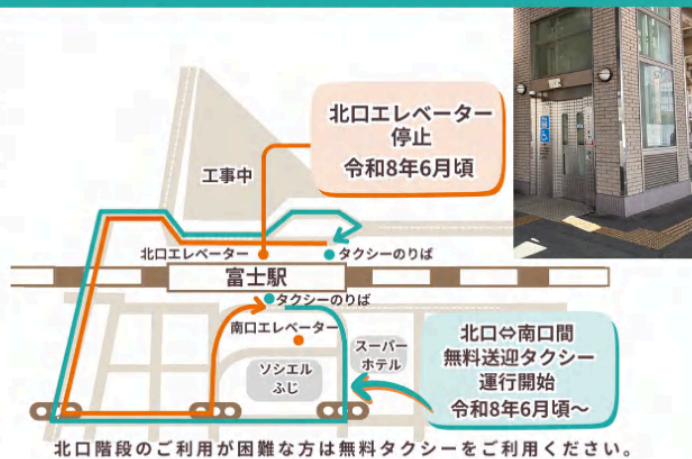 北口エレベーター
停止
令和8年6月頃
工事中
北口エレベーター
タクシーのりば
富士駅
タクシーのりば
南口エレベーター
スーパー
ホテル
ソシエル
ふじ
北口⇔南口間
無料送迎タクシー
運行開始
令和8年6月頃～
北口階段のご利用が困難な方は無料タクシーをご利用ください。